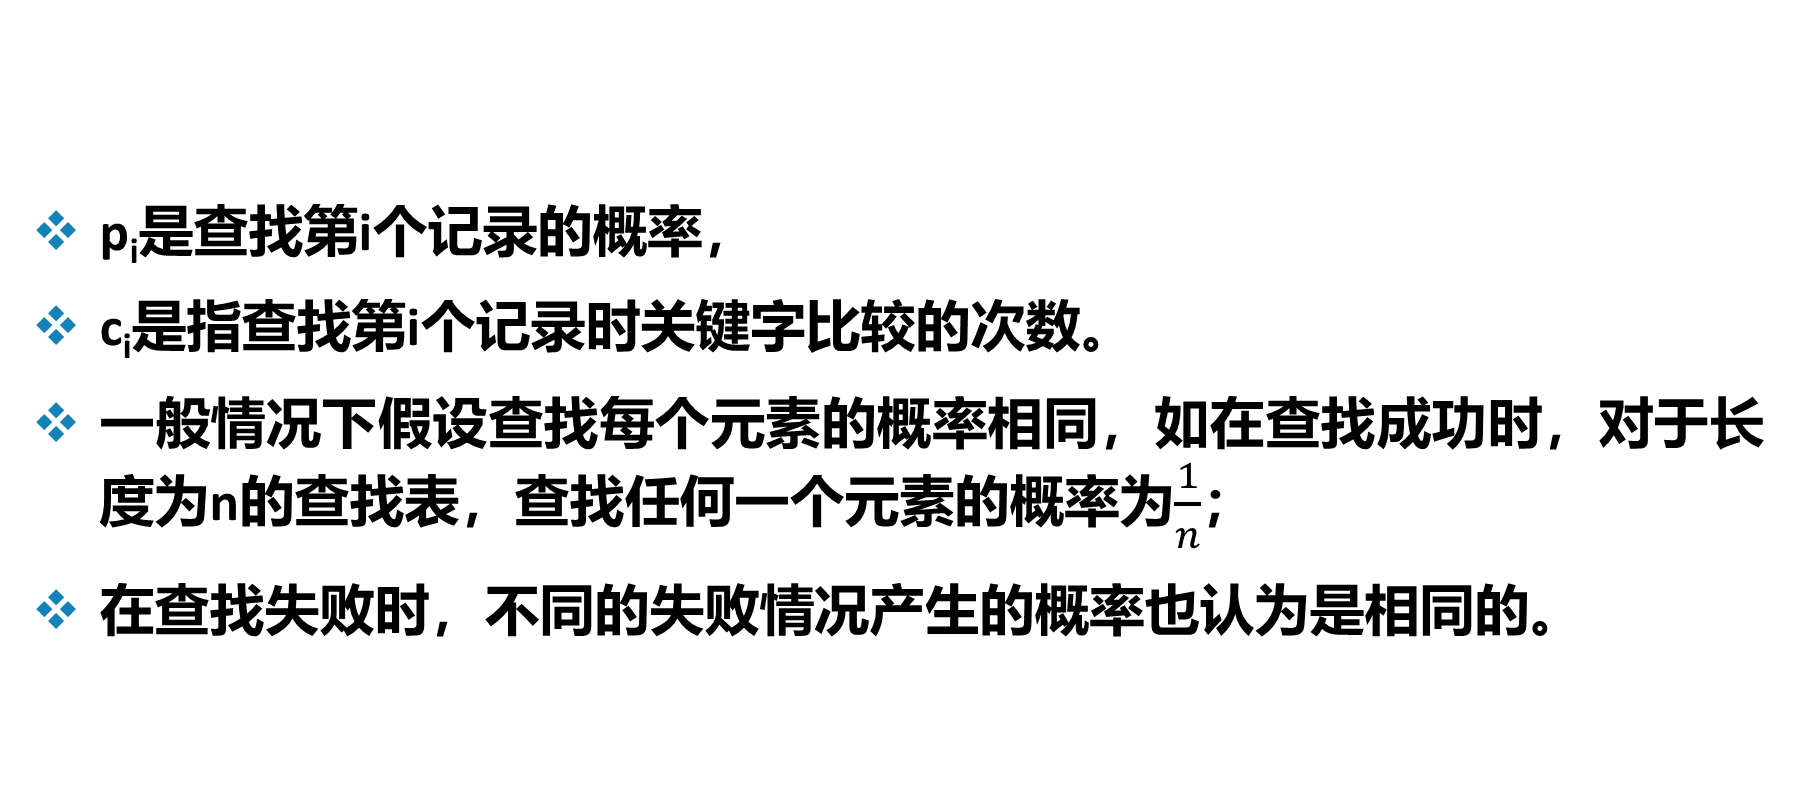 ❖ pᵢ是查找第i个记录的概率，
❖ cᵢ是指查找第i个记录时关键字比较的次数。
❖ 一般情况下假设查找每个元素的概率相同，如在查找成功时，对于长
度为n的查找表，查找任何一个元素的概率为1/n；
❖ 在查找失败时，不同的失败情况产生的概率也认为是相同的。